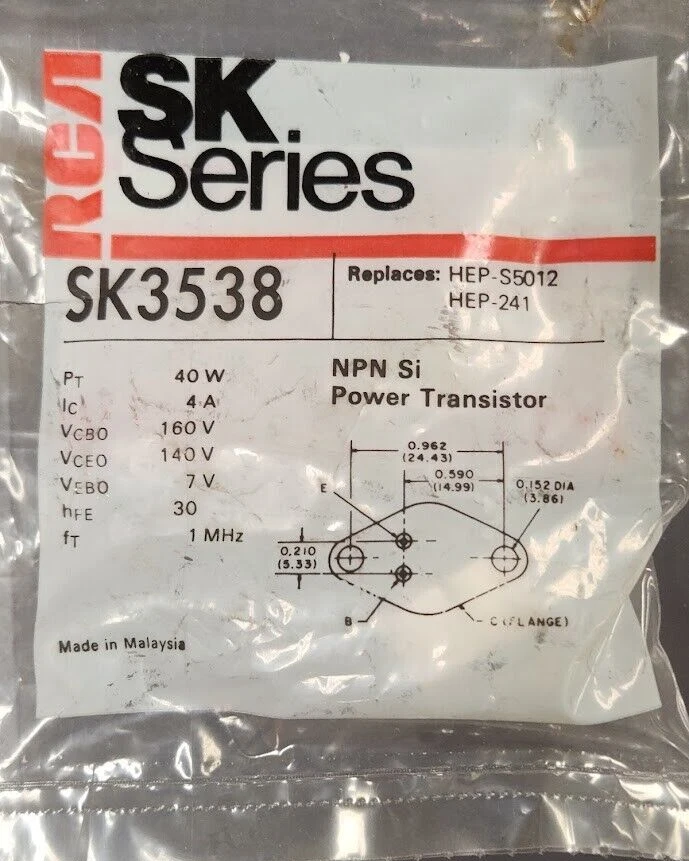 RCA
SK
Series
SK3538
Replaces: HEP-S5012
HEP-241
PT 40 W
IC 4 A
VCBO 160 V
VCEO 140 V
VEBO 7 V
hFE 30
fT 1 MHz
NPN Si
Power Transistor
0.962
(24.43)
0.590
(14.99)
0.152 DIA
(3.86)
E
0.210
(5.33)
B
C (FLANGE)
Made in Malaysia